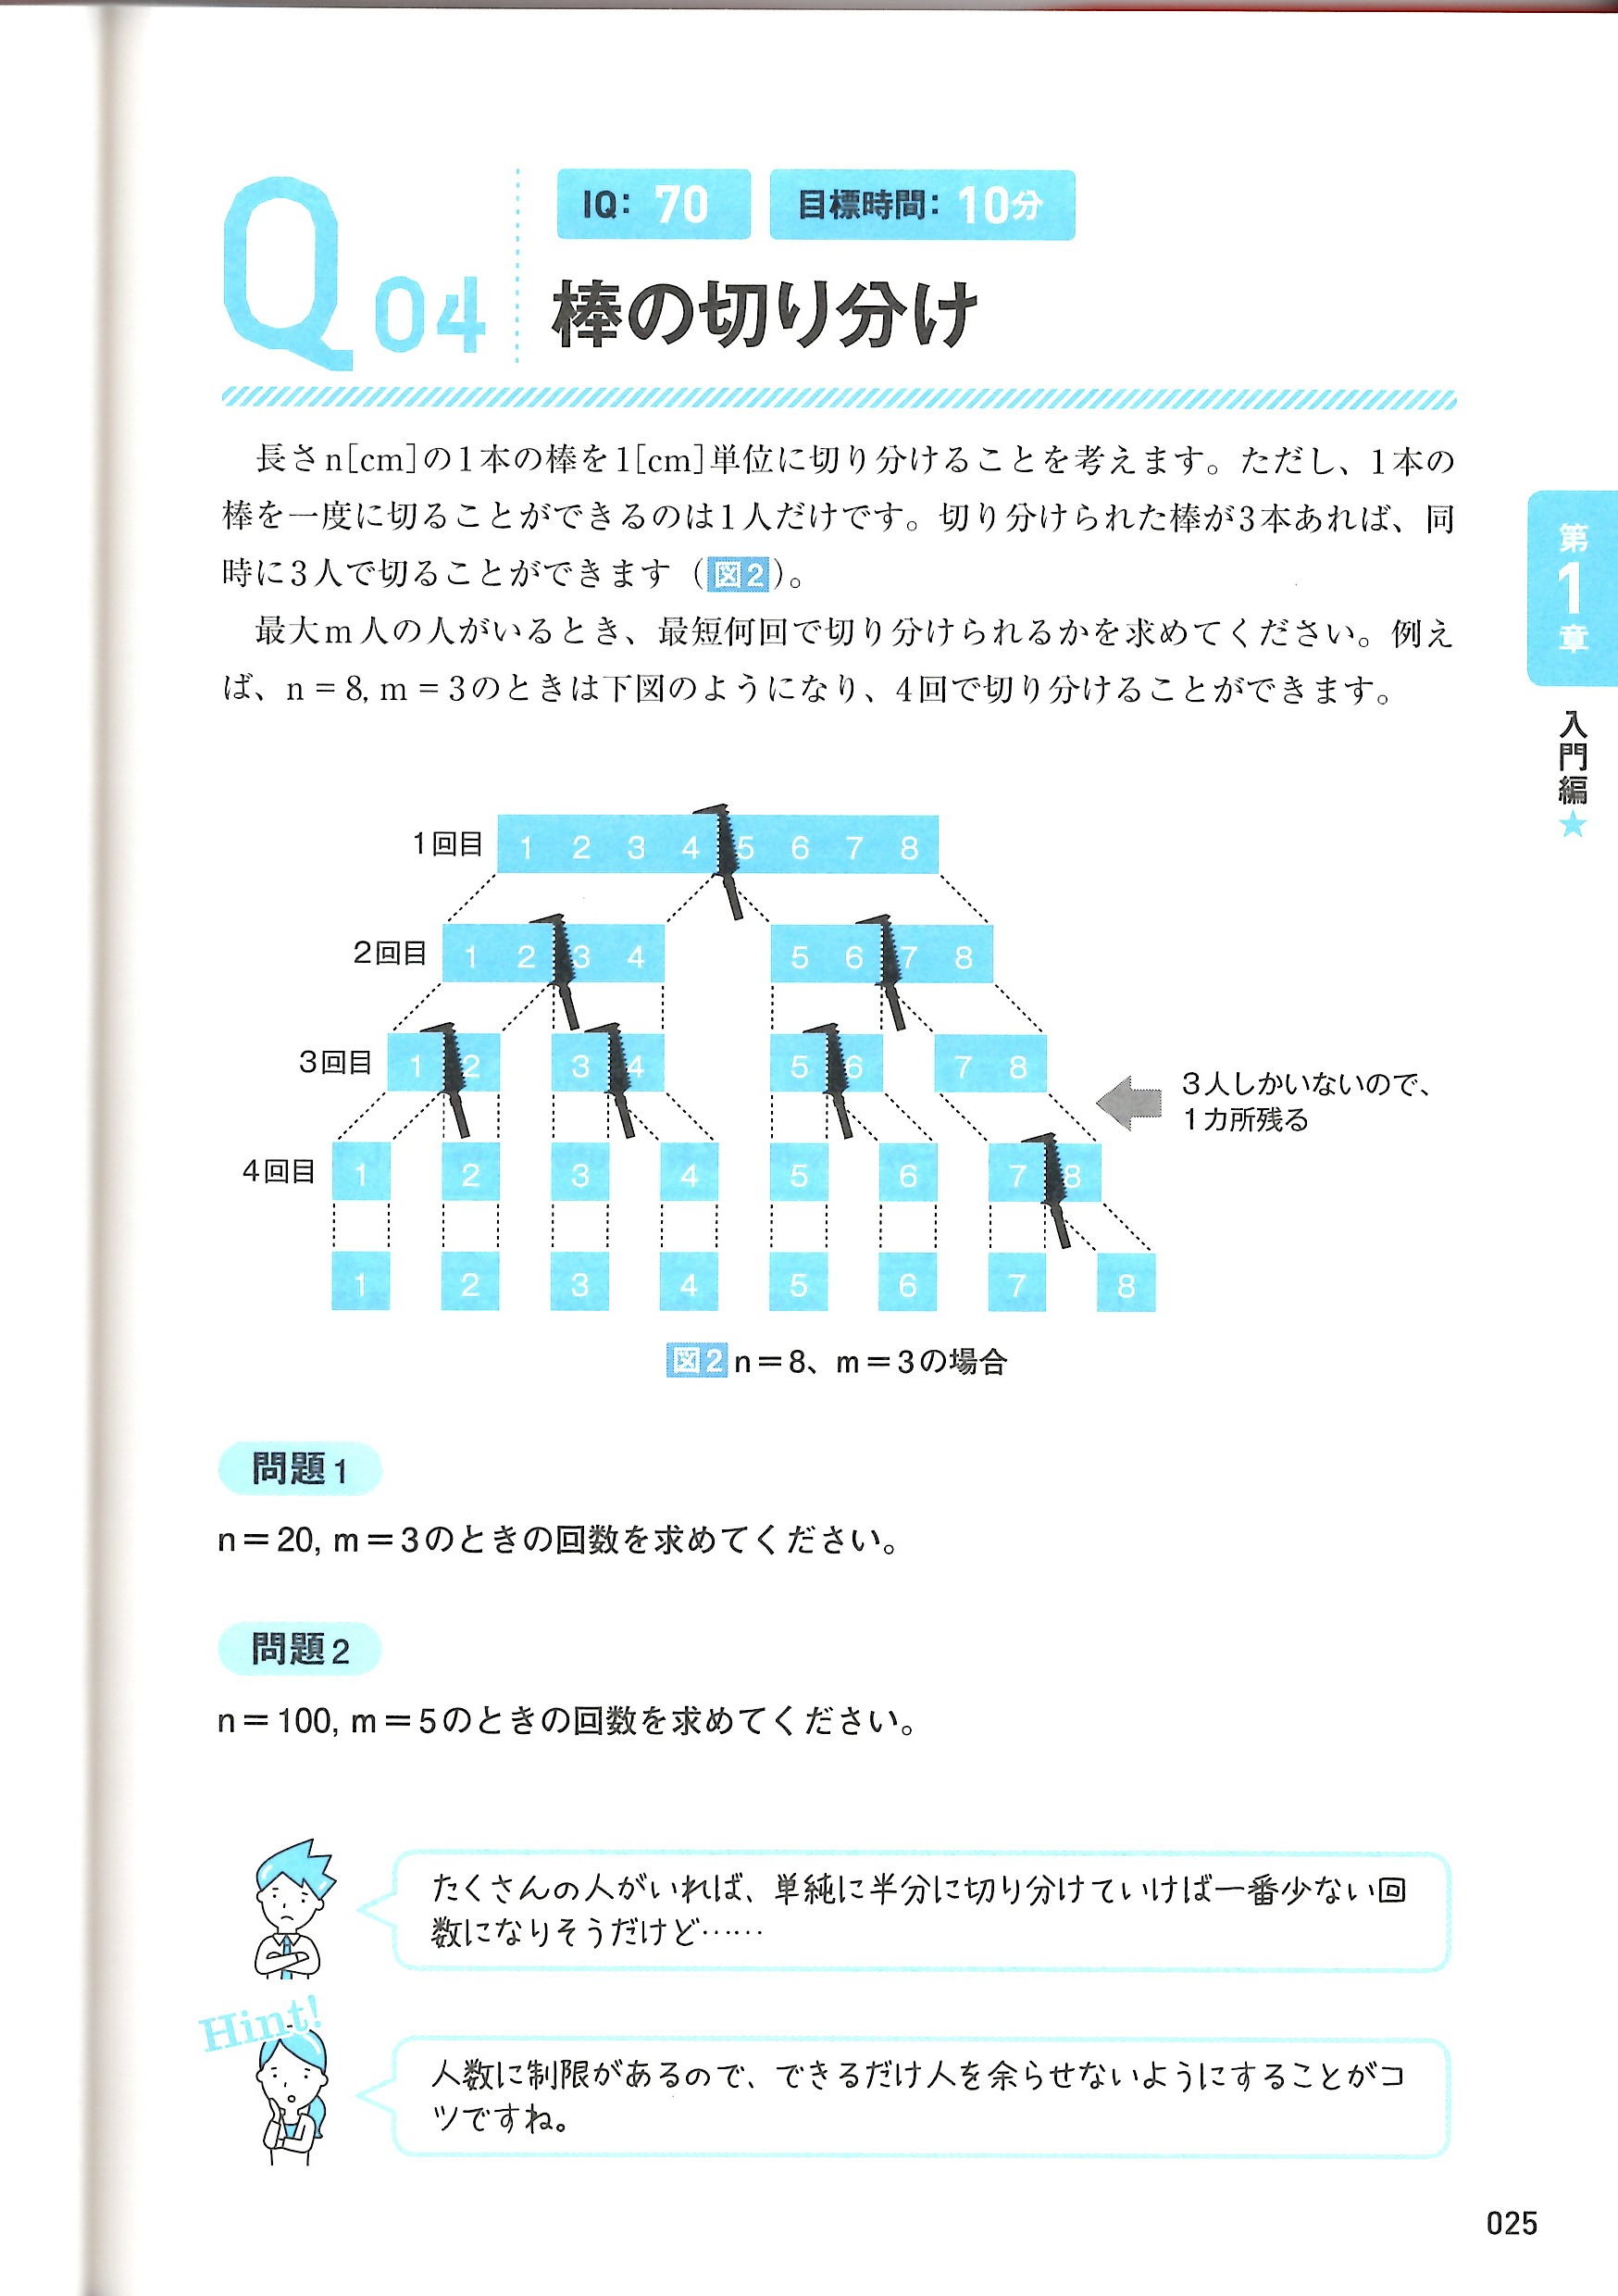 Q04
IQ: 70
目標時間: 10分
棒の切り分け
長さn[cm]の1本の棒を1[cm]単位に切り分けることを考えます。ただし、1本の
棒を一度に切ることができるのは1人だけです。切り分けられた棒が3本あれば、同
時に3人で切ることができます（図2）。
最大m人の人がいるとき、最短何回で切り分けられるかを求めてください。例え
ば、n = 8, m = 3のときは下図のようになり、4回で切り分けることができます。
第1章
入門編★
1回目 1 2 3 4 5 6 7 8
2回目 1 2 3 4 5 6 7 8
3回目 1 2 3 4 5 6 7 8
3人しかいないので、
1カ所残る
4回目 1 2 3 4 5 6 7 8
1 2 3 4 5 6 7 8
図2 n＝8、m＝3の場合
問題1
n＝20, m＝3のときの回数を求めてください。
問題2
n＝100, m＝5のときの回数を求めてください。
たくさんの人がいれば、単純に半分に切り分けていけば一番少ない回
数になりそうだけど……
Hint!
人数に制限があるので、できるだけ人を余らせないようにすることがコ
ツですね。
025